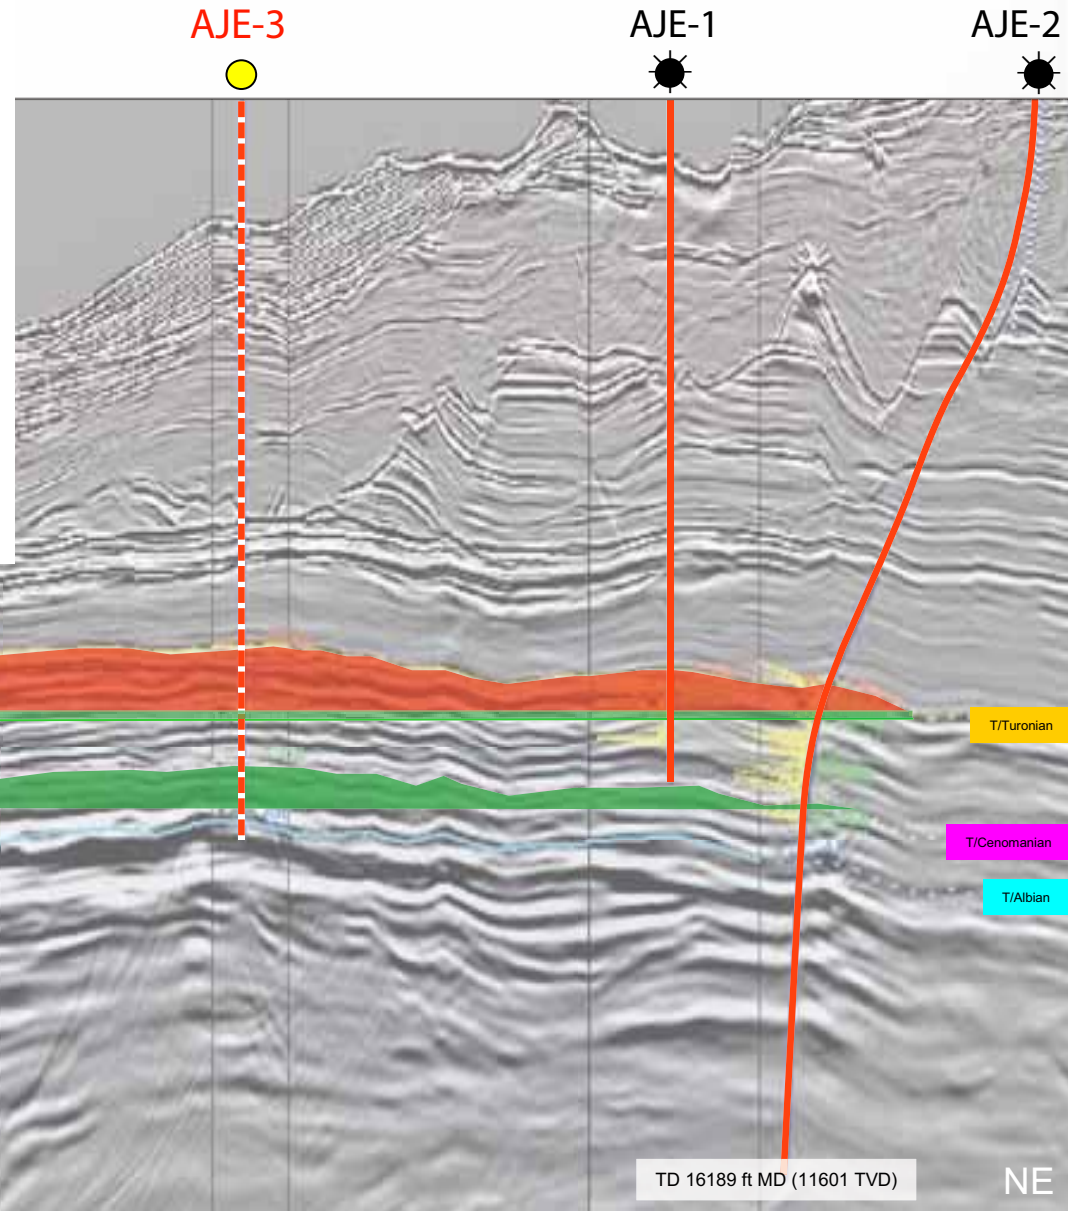 AJE-3
AJE-1
AJE-2
T/Turonian
T/Cenomanian
T/Albian
TD 16189 ft MD (11601 TVD)
NE